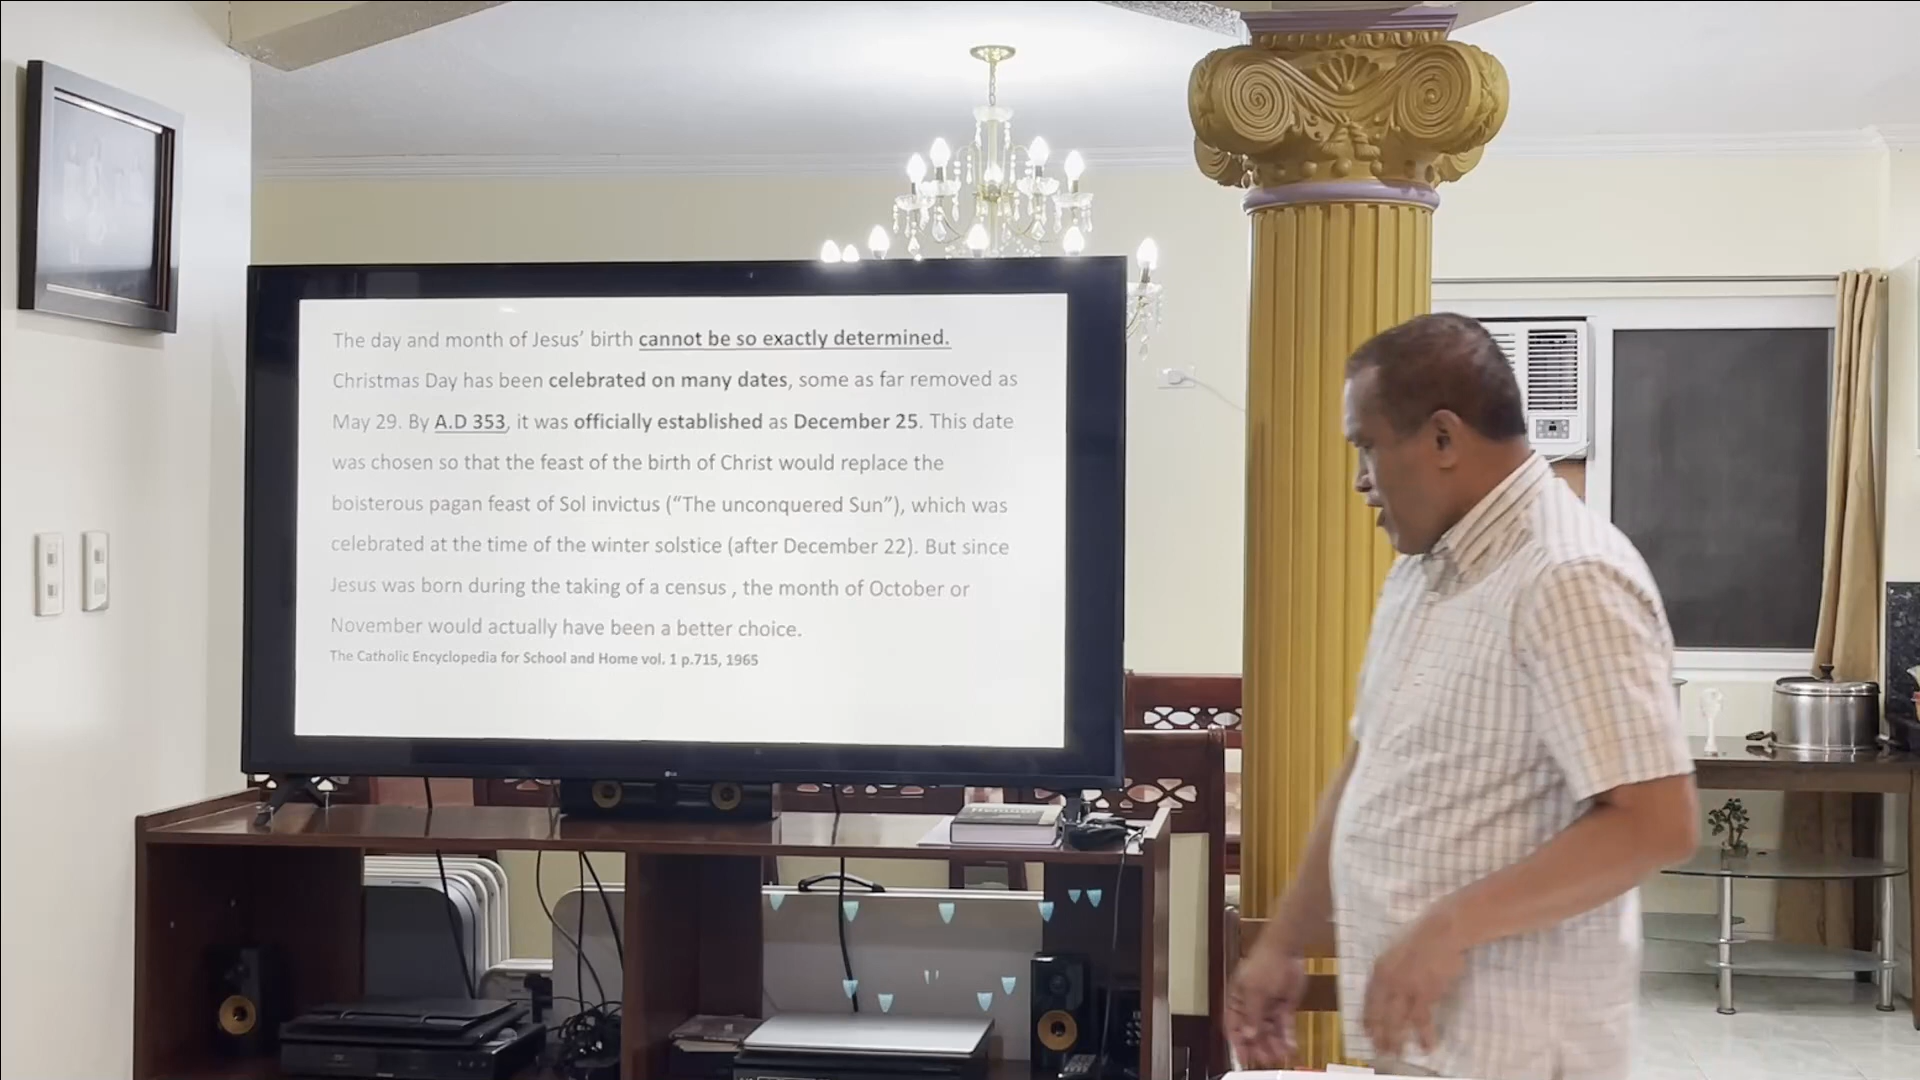 The day and month of Jesus’ birth cannot be so exactly determined.
Christmas Day has been celebrated on many dates, some as far removed as
May 29. By A.D 353, it was officially established as December 25. This date
was chosen so that the feast of the birth of Christ would replace the
boisterous pagan feast of Sol invictus (“The unconquered Sun”), which was
celebrated at the time of the winter solstice (after December 22). But since
Jesus was born during the taking of a census , the month of October or
November would actually have been a better choice.
The Catholic Encyclopedia for School and Home vol. 1 p.715, 1965
LG